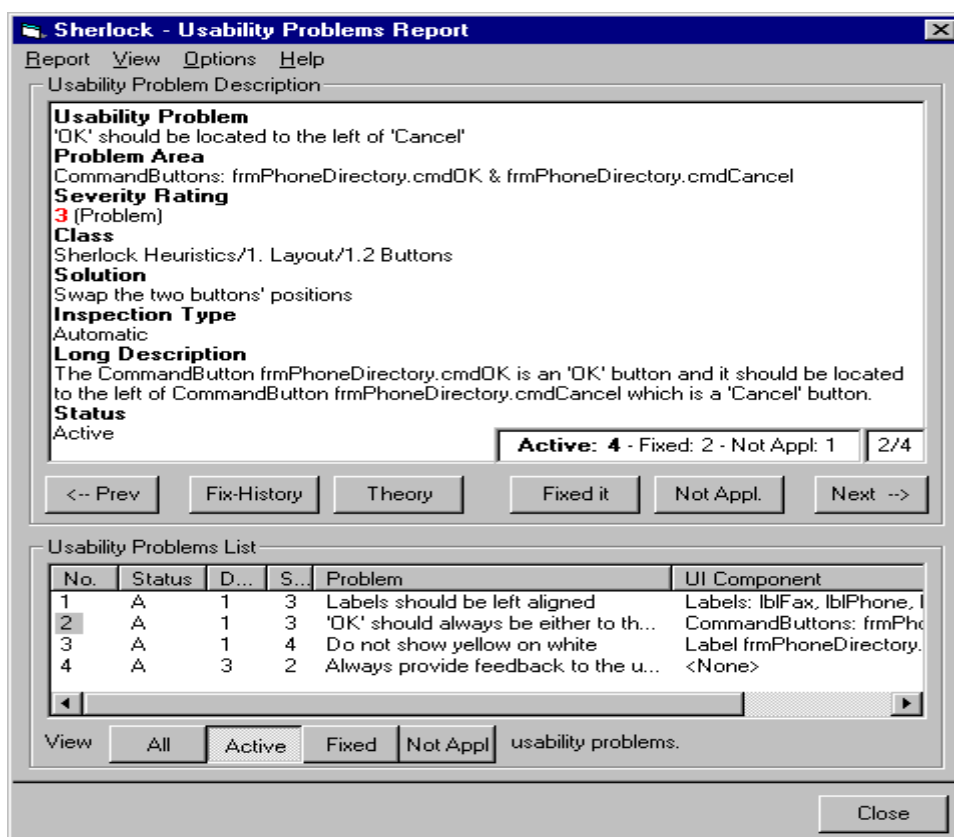 Sherlock - Usability Problems Report
Report View Options Help
Usability Problem Description
Usability Problem
'OK' should be located to the left of 'Cancel'
Problem Area
CommandButtons: frmPhoneDirectory.cmdOK & frmPhoneDirectory.cmdCancel
Severity Rating
3 (Problem)
Class
Sherlock Heuristics/1. Layout/1.2 Buttons
Solution
Swap the two buttons' positions
Inspection Type
Automatic
Long Description
The CommandButton frmPhoneDirectory.cmdOK is an 'OK' button and it should be located
to the left of CommandButton frmPhoneDirectory.cmdCancel which is a 'Cancel' button.
Status
Active
Active: 4 - Fixed: 2 - Not Appl: 1 2/4
<-- Prev Fix-History Theory Fixed it Not Appl. Next -->
Usability Problems List
No. Status D... S... Problem UI Component
1 A 1 3 Labels should be left aligned Labels: lblFax, lblPhone,
2 A 1 3 'OK' should always be either to th... CommandButtons: frmPho
3 A 1 4 Do not show yellow on white Label frmPhoneDirectory.
4 A 3 2 Always provide feedback to the u... <None>
View All Active Fixed Not Appl usability problems.
Close